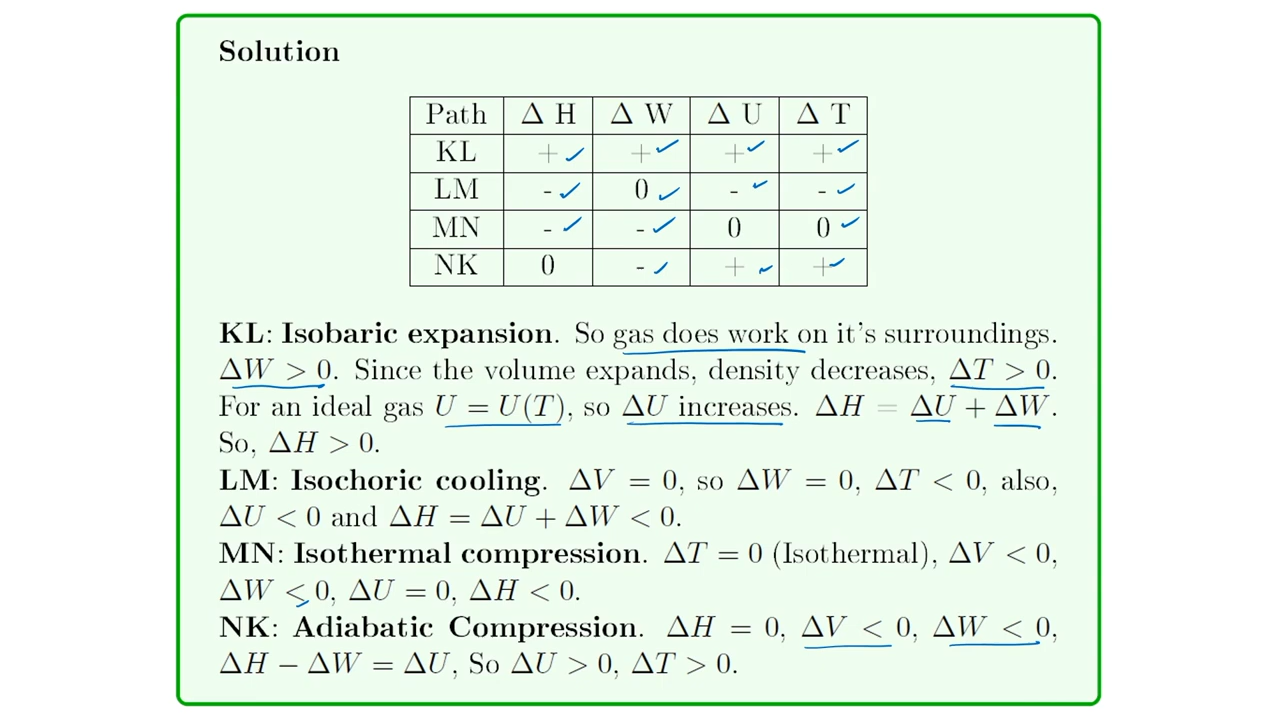 Solution
Path Δ H Δ W Δ U Δ T
KL + + + +
LM - 0 - -
MN - - 0 0
NK 0 - + +
KL: Isobaric expansion. So gas does work on it's surroundings.
ΔW > 0. Since the volume expands, density decreases, ΔT > 0.
For an ideal gas U = U(T), so ΔU increases. ΔH = ΔU + ΔW.
So, ΔH > 0.
LM: Isochoric cooling. ΔV = 0, so ΔW = 0, ΔT < 0, also,
ΔU < 0 and ΔH = ΔU + ΔW < 0.
MN: Isothermal compression. ΔT = 0 (Isothermal), ΔV < 0,
ΔW < 0, ΔU = 0, ΔH < 0.
NK: Adiabatic Compression. ΔH = 0, ΔV < 0, ΔW < 0,
ΔH − ΔW = ΔU, So ΔU > 0, ΔT > 0.